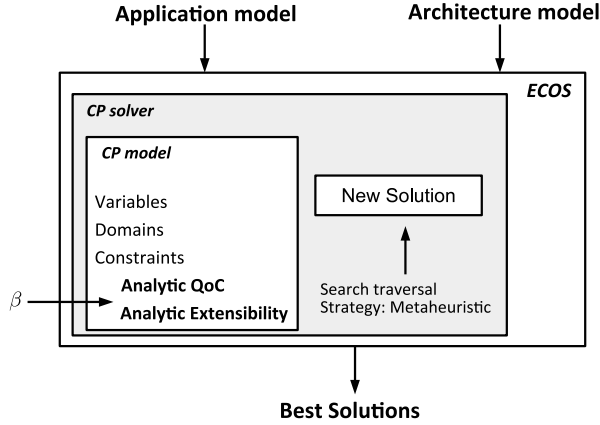 Application model
Architecture model
ECOS
CP solver
CP model
Variables
Domains
Constraints
Analytic QoC
Analytic Extensibility
β
New Solution
Search traversal
Strategy: Metaheuristic
Best Solutions